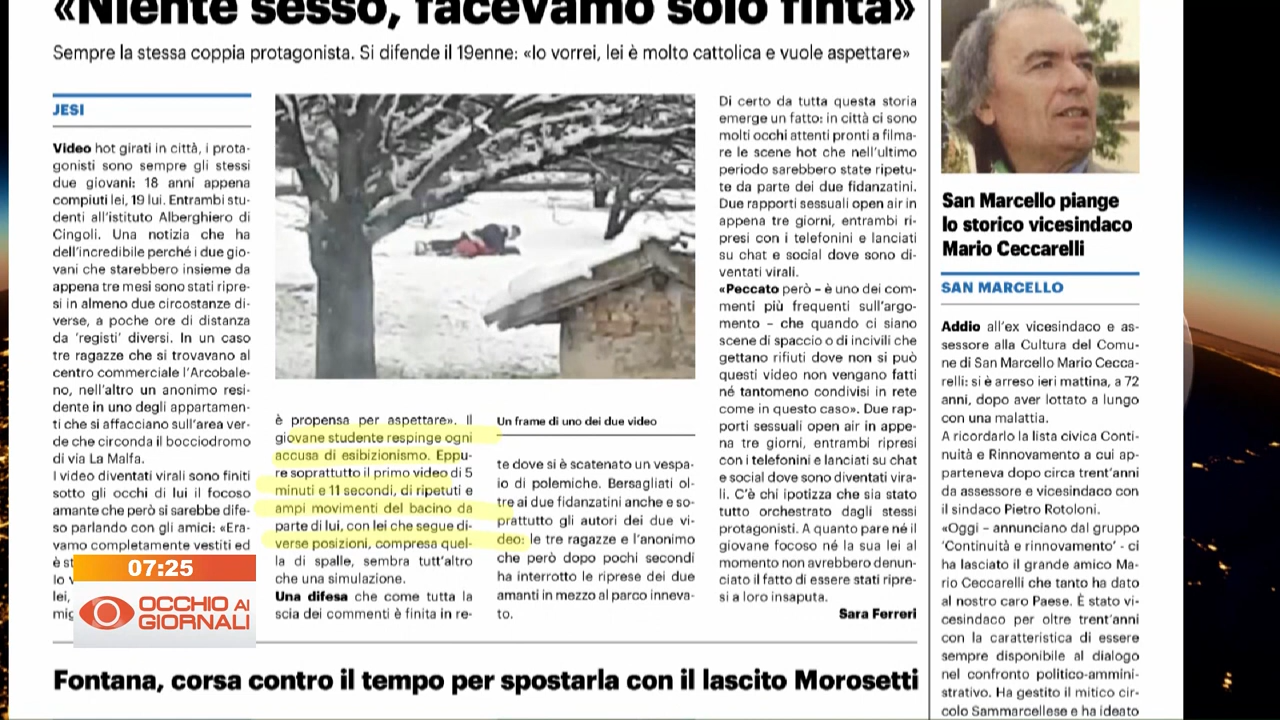 «Niente sesso, facevamo solo finta»
Sempre la stessa coppia protagonista. Si difende il 19enne: «Io vorrei, lei è molto cattolica e vuole aspettare»
JESI
Video hot girati in città, i prota-
gonisti sono sempre gli stessi
due giovani: 18 anni appena
compiuti lei, 19 lui. Entrambi stu-
denti all'istituto Alberghiero di
Cingoli. Una notizia che ha
dell'incredibile perché i due gio-
vani che starebbero insieme da
appena tre mesi sono stati ripre-
si in almeno due circostanze di-
verse, a poche ore di distanza
da 'registi' diversi. In un caso
tre ragazze che si trovavano al
centro commerciale l'Arcobale-
no, nell'altro un anonimo resi-
dente in uno degli appartamen-
ti che si affacciano sull'area ver-
de che circonda il bocciodromo
di via La Malfa.
I video diventati virali sono finiti
sotto gli occhi di lui il focoso
amante che però si sarebbe dife-
so parlando con gli amici: «Era-
vamo completamente vestiti ed
è st
lo v
lei,
mig
07:25
OCCHIO AI
GIORNALI
è propensa per aspettare». Il
giovane studente respinge ogni
accusa di esibizionismo. Eppu-
re soprattutto il primo video di 5
minuti e 11 secondi, di ripetuti e
ampi movimenti del bacino da
parte di lui, con lei che segue di-
verse posizioni, compresa quel-
la di spalle, sembra tutt'altro
che una simulazione.
Una difesa che come tutta la
scia dei commenti è finita in re-
Un frame di uno dei due video
te dove si è scatenato un vespa-
io di polemiche. Bersagliati ol-
tre ai due fidanzatini anche e so-
prattutto gli autori dei due vi-
deo: le tre ragazze e l'anonimo
che però dopo pochi secondi
ha interrotto le riprese dei due
amanti in mezzo al parco inneva-
to.
Di certo da tutta questa storia
emerge un fatto: in città ci sono
molti occhi attenti pronti a filma-
re le scene hot che nell'ultimo
periodo sarebbero state ripetu-
te da parte dei due fidanzatini.
Due rapporti sessuali open air in
appena tre giorni, entrambi ri-
presi con i telefonini e lanciati
su chat e social dove sono di-
ventati virali.
«Peccato però – è uno dei com-
menti più frequenti sull'argo-
mento – che quando ci siano
scene di spaccio o di incivili che
gettano rifiuti dove non si può
questi video non vengano fatti
né tantomeno condivisi in rete
come in questo caso». Due rap-
porti sessuali open air in appe-
na tre giorni, entrambi ripresi
con i telefonini e lanciati su chat
e social dove sono diventati vira-
li. C'è chi ipotizza che sia stato
tutto orchestrato dagli stessi
protagonisti. A quanto pare né il
giovane focoso né la sua lei al
momento non avrebbero denun-
ciato il fatto di essere stati ripre-
si a loro insaputa.
Sara Ferreri
San Marcello piange
lo storico vicesindaco
Mario Ceccarelli
SAN MARCELLO
Addio all'ex vicesindaco e as-
sessore alla Cultura del Comu-
ne di San Marcello Mario Cecca-
relli: si è arreso ieri mattina, a 72
anni, dopo aver lottato a lungo
con una malattia.
A ricordarlo la lista civica Conti-
nuità e Rinnovamento a cui ap-
parteneva dopo circa trent'anni
da assessore e vicesindaco con
il sindaco Pietro Rotoloni.
«Oggi – annunciano dal gruppo
'Continuità e rinnovamento' - ci
ha lasciato il grande amico Ma-
rio Ceccarelli che tanto ha dato
al nostro caro Paese. È stato vi-
cesindaco per oltre trent'anni
con la caratteristica di essere
sempre disponibile al dialogo
nel confronto politico-ammini-
strativo. Ha gestito il mitico cir-
colo Sammarcellese e ha ideato
Fontana, corsa contro il tempo per spostarla con il lascito Morosetti